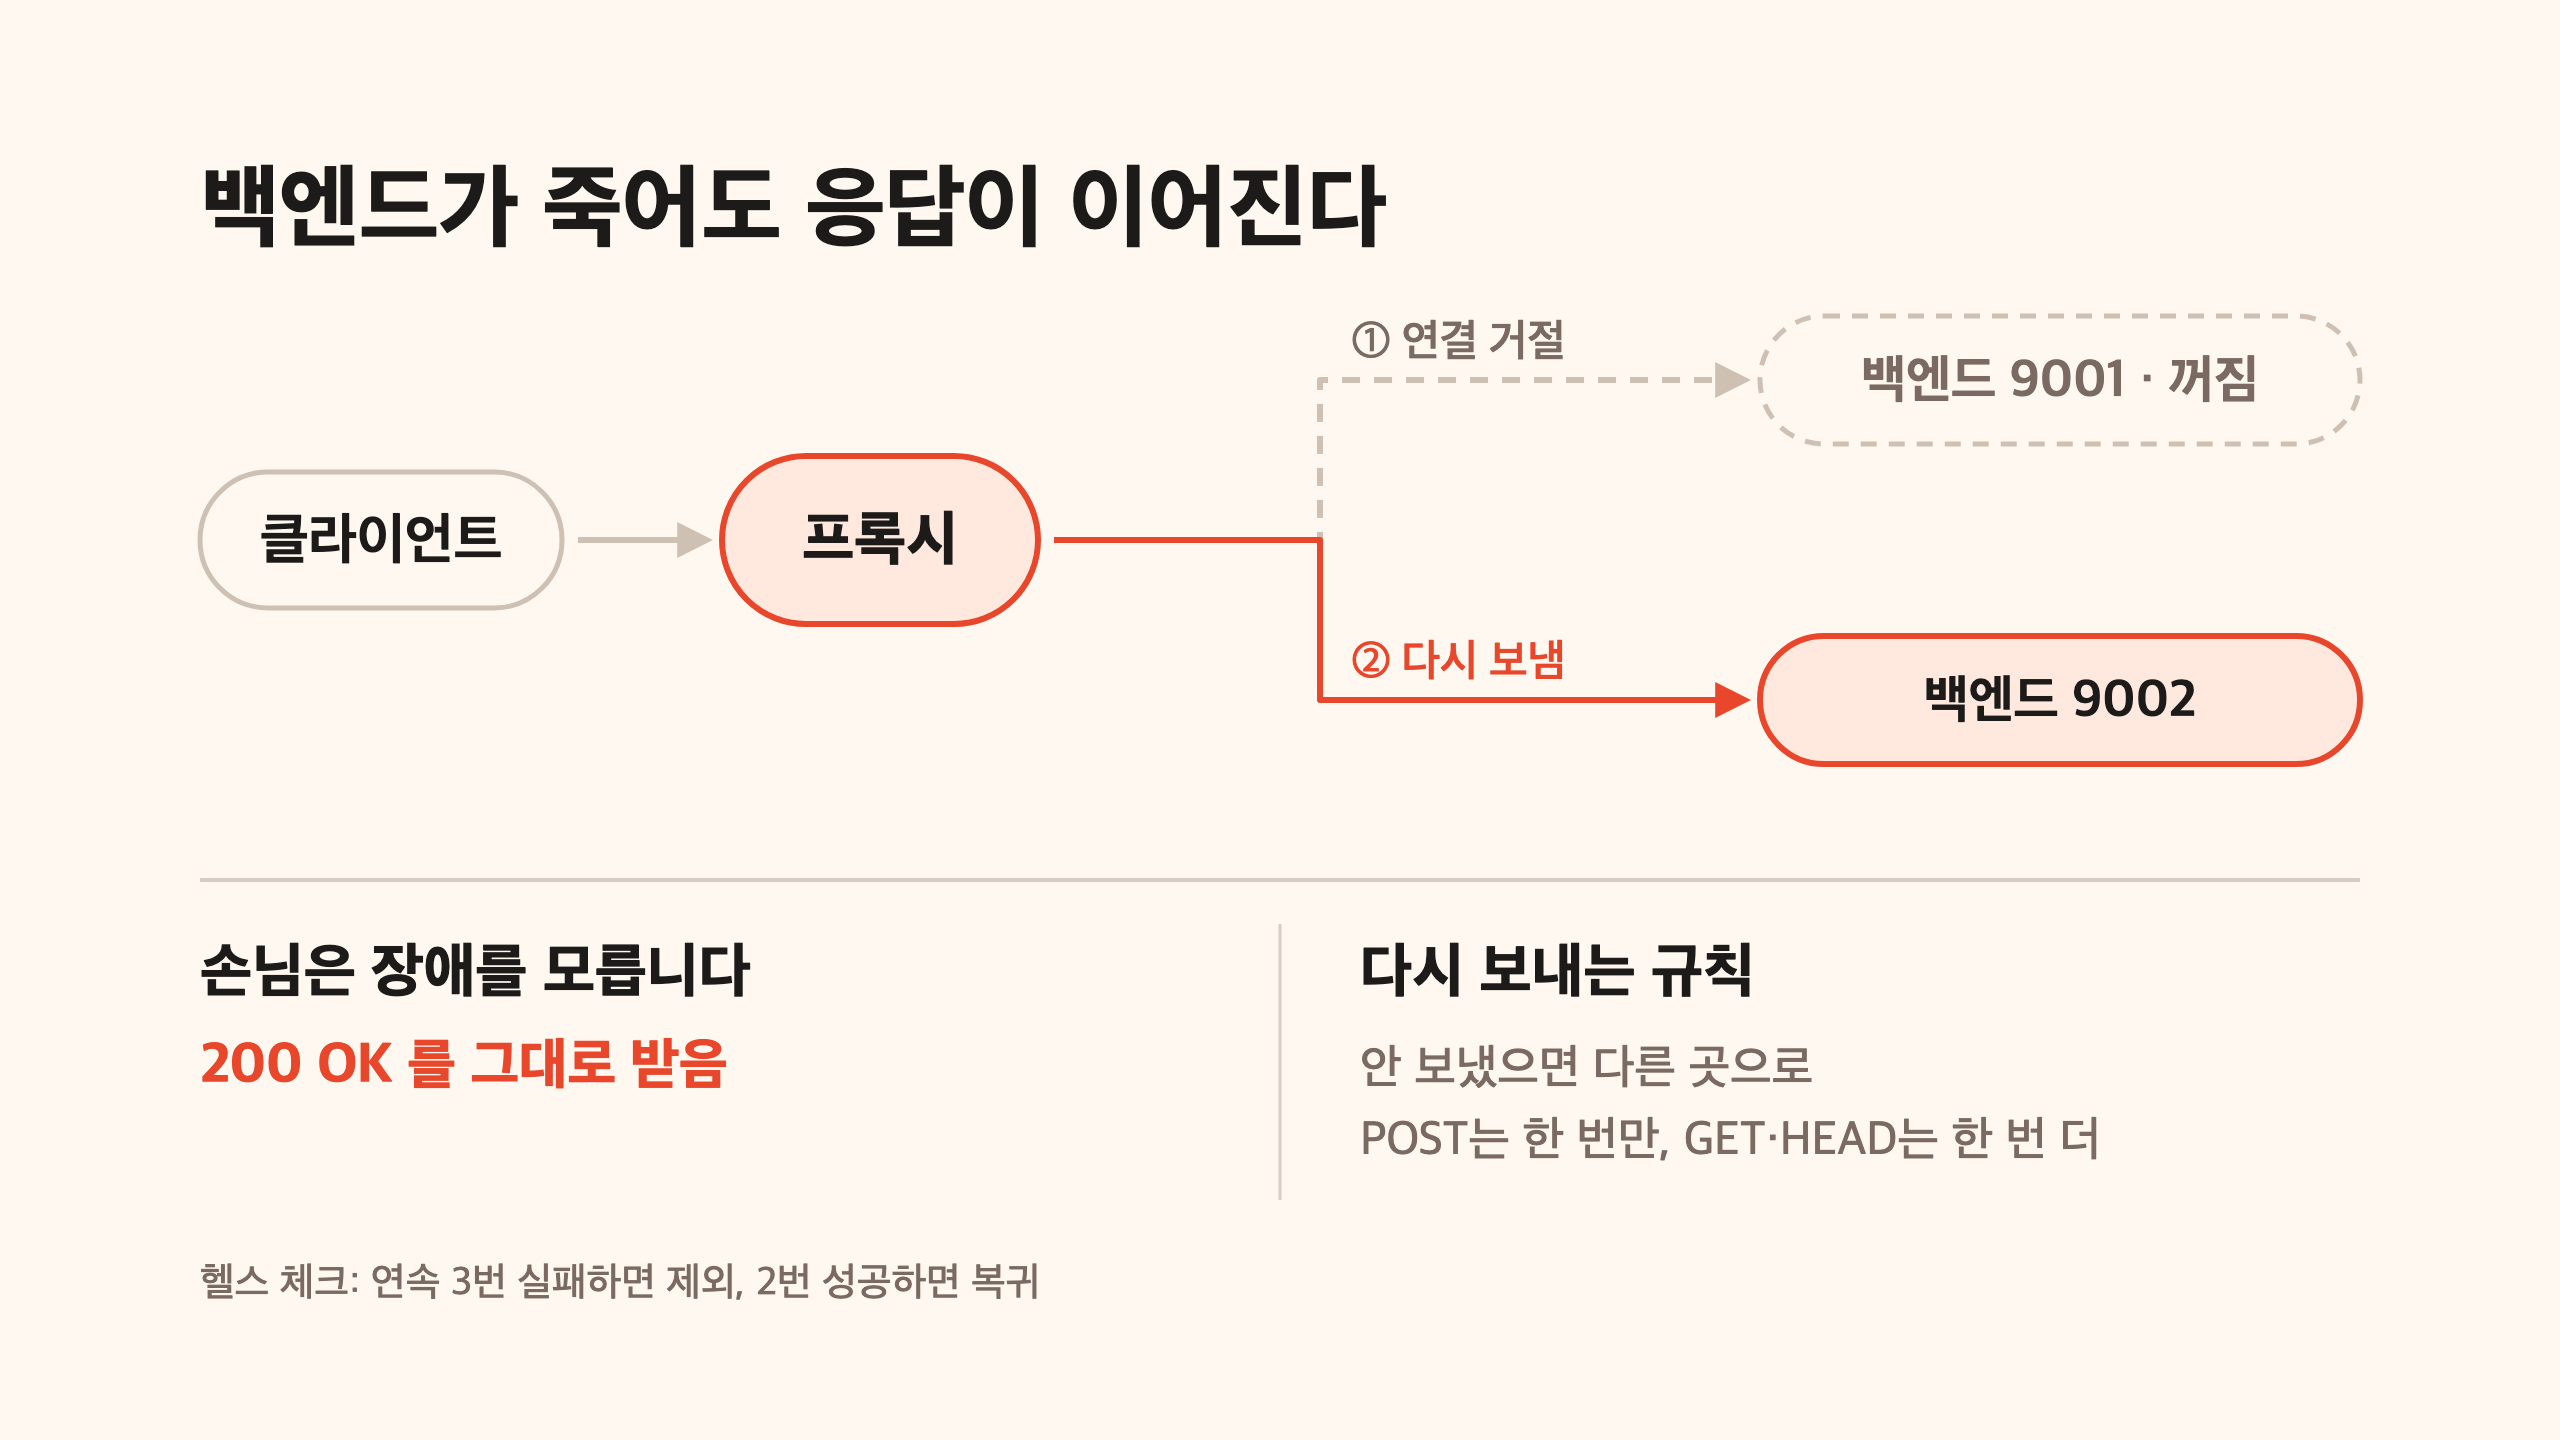 백엔드가 죽어도 응답이 이어진다
① 연결 거절
백엔드 9001 · 꺼짐
클라이언트
프록시
② 다시 보냄
백엔드 9002
손님은 장애를 모릅니다
200 OK 를 그대로 받음
다시 보내는 규칙
안 보냈으면 다른 곳으로
POST는 한 번만, GET·HEAD는 한 번 더
헬스 체크: 연속 3번 실패하면 제외, 2번 성공하면 복귀